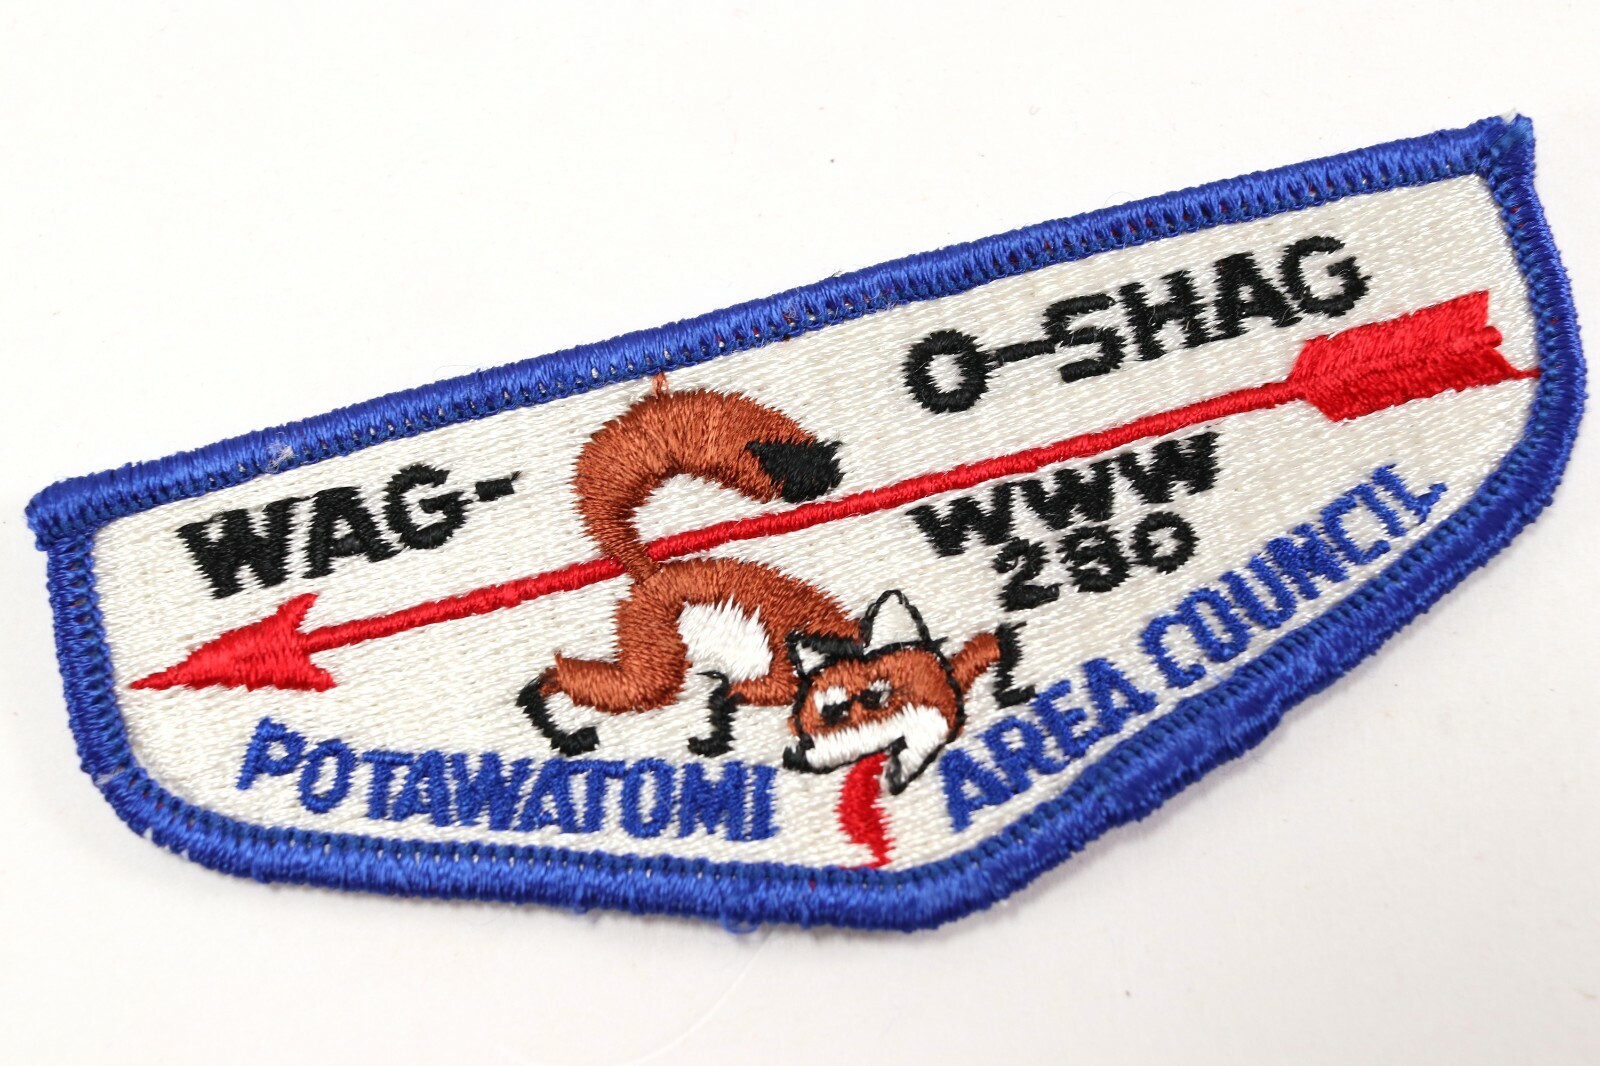 WAG-O-SHAG
WWW
280
POTAWATOMI AREA COUNCIL